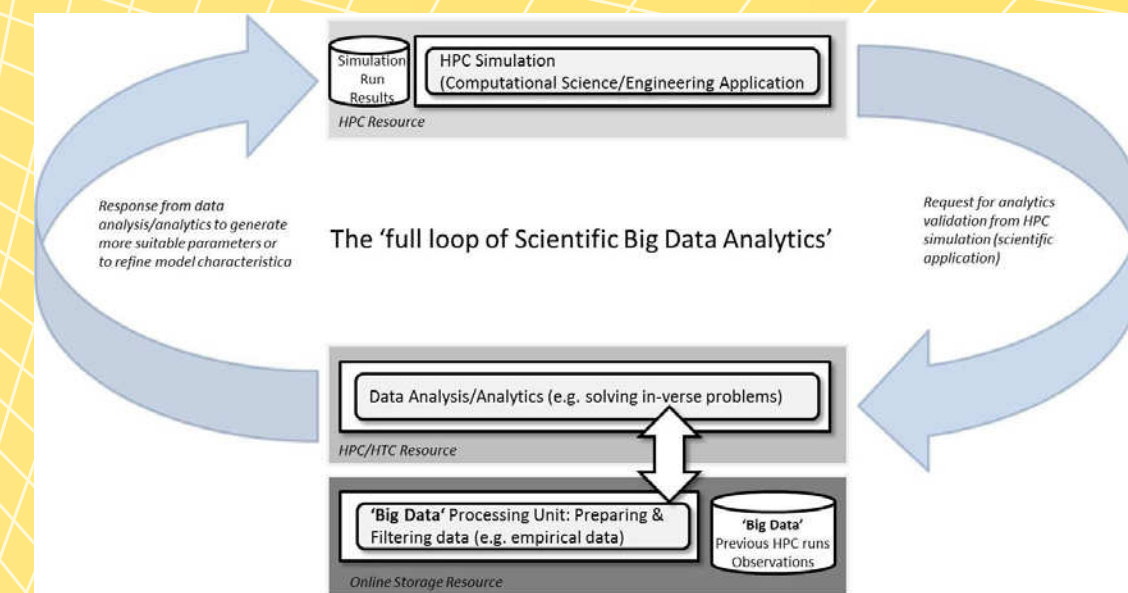 Simulation
Run
Results
HPC Simulation
(Computational Science/Engineering Application
HPC Resource
Response from data
analysis/analytics to generate
more suitable parameters or
to refine model characteristica
The ‘full loop of Scientific Big Data Analytics’
Request for analytics
validation from HPC
simulation (scientific
application)
Data Analysis/Analytics (e.g. solving in-verse problems)
HPC/HTC Resource
‘Big Data‘ Processing Unit: Preparing &
Filtering data (e.g. empirical data)
‘Big Data’
Previous HPC runs
Observations
Online Storage Resource